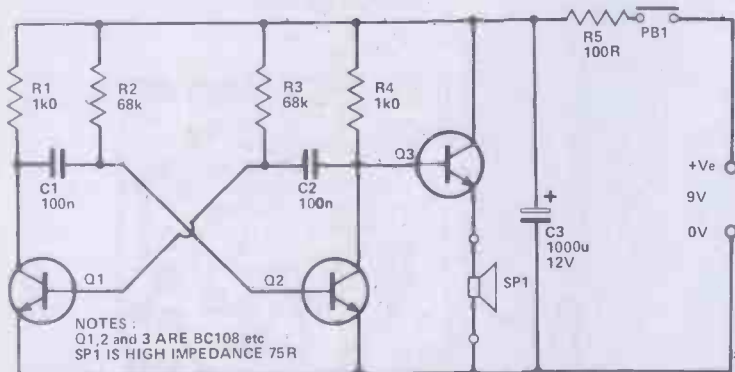 R1
1k0
R2
68k
R3
68k
R4
1k0
R5
100R
PB1
C1
100n
C2
100n
Q3
+Ve
9V
0V
+
C3
1000u
12V
Q1
Q2
SP1
NOTES :
Q1,2 and 3 ARE BC108 etc
SP1 IS HIGH IMPEDANCE 75R